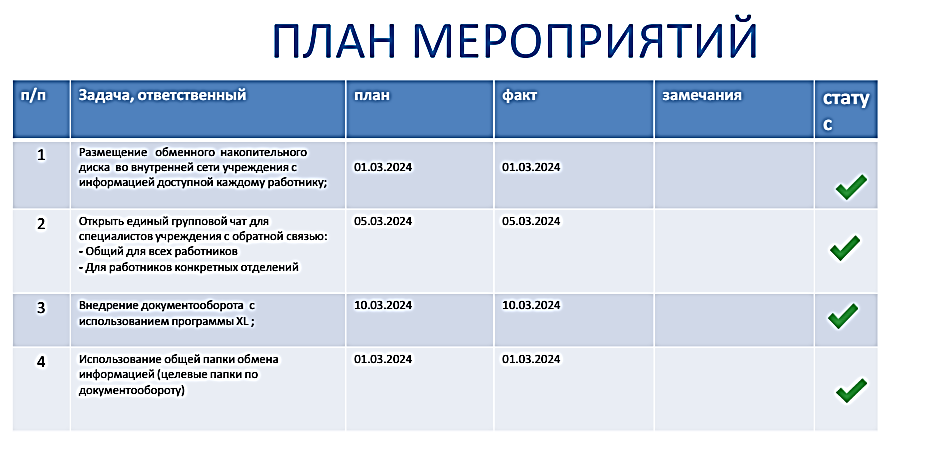 ПЛАН МЕРОПРИЯТИЙ
п/п Задача, ответственный план факт замечания стату
с
1 Размещение обменного накопительного
диска во внутренней сети учреждения с 01.03.2024 01.03.2024
информацией доступной каждому работнику;
2 Открыть единый групповой чат для 05.03.2024 05.03.2024
специалистов учреждения с обратной связью:
- Общий для всех работников
- Для работников конкретных отделений
3 Внедрение документооборота с 10.03.2024 10.03.2024
использованием программы XL ;
4 Использование общей папки обмена 01.03.2024 01.03.2024
информацией (целевые папки по
документообороту)